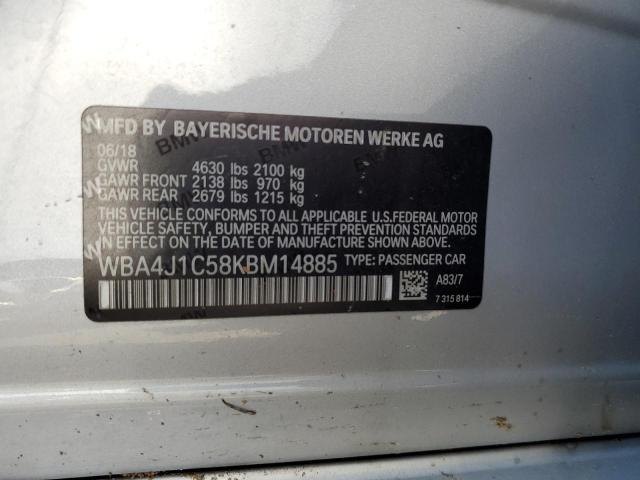 MFD BY BAYERISCHE MOTOREN WERKE AG
06/18
GVWR 4630 lbs 2100 kg
GAWR FRONT 2138 lbs 970 kg
GAWR REAR 2679 lbs 1215 kg
THIS VEHICLE CONFORMS TO ALL APPLICABLE U.S.FEDERAL MOTOR
VEHICLE SAFETY, BUMPER, AND THEFT PREVENTION STANDARDS
IN EFFECT ON THE DATE OF MANUFACTURE SHOWN ABOVE.
WBA4J1C58KBM14885 TYPE: PASSENGER CAR
A83/7
7 315 814